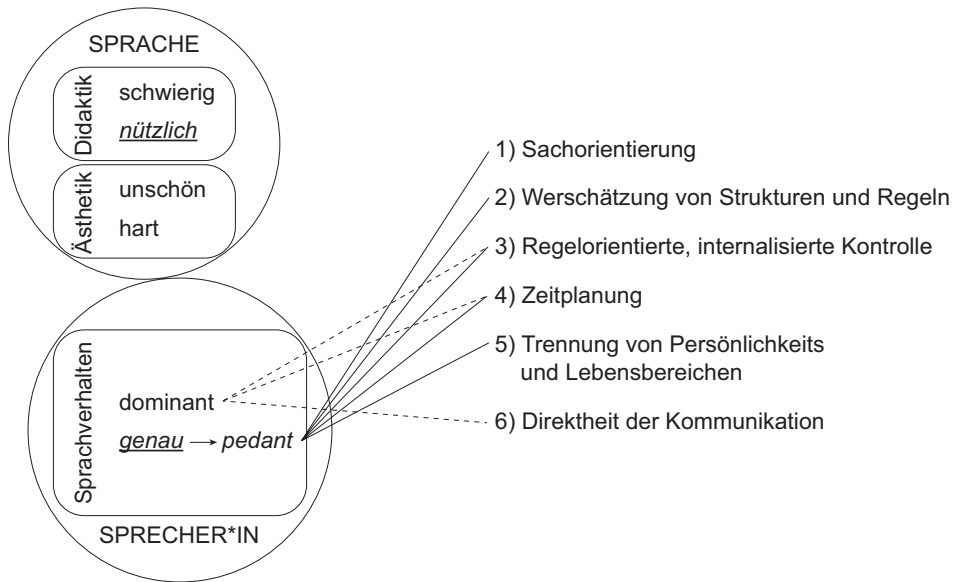 SPRACHE
Didaktik
schwierig
nützlich
Ästhetik
unschön
hart
Sprachverhalten
dominant
genau → pedant
SPRECHER*IN
1) Sachorientierung
2) Werschätzung von Strukturen und Regeln
3) Regelorientierte, internalisierte Kontrolle
4) Zeitplanung
5) Trennung von Persönlichkeits
und Lebensbereichen
6) Direktheit der Kommunikation